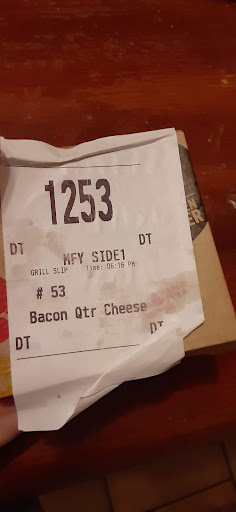 1253
DT DT
MFY SIDE1
GRILL SLIP Time: 06:16 PM
# 53
Bacon Qtr Cheese
DT DT